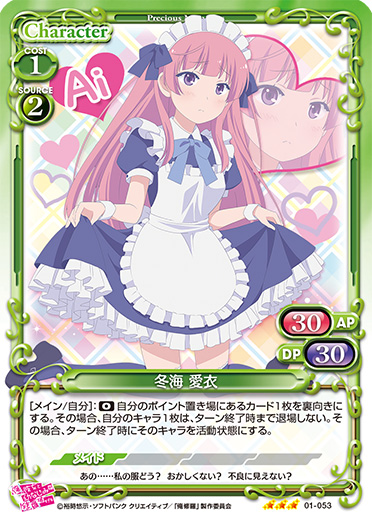 Precious
Character
COST
1
SOURCE
2
Ai
30 AP
DP 30
冬海 愛衣
[メイン/自分]:自分のポイント置き場にあるカード1枚を裏向きに
する。その場合、自分のキャラ1枚は、ターン終了時まで退場しない。そ
の場合、ターン終了時にそのキャラを活動状態にする。
メイド
あの……私の服どう? おかしくない? 不良に見えない?
©裕時悠示・ソフトバンク クリエイティブ/「俺修羅」製作委員会
01-053